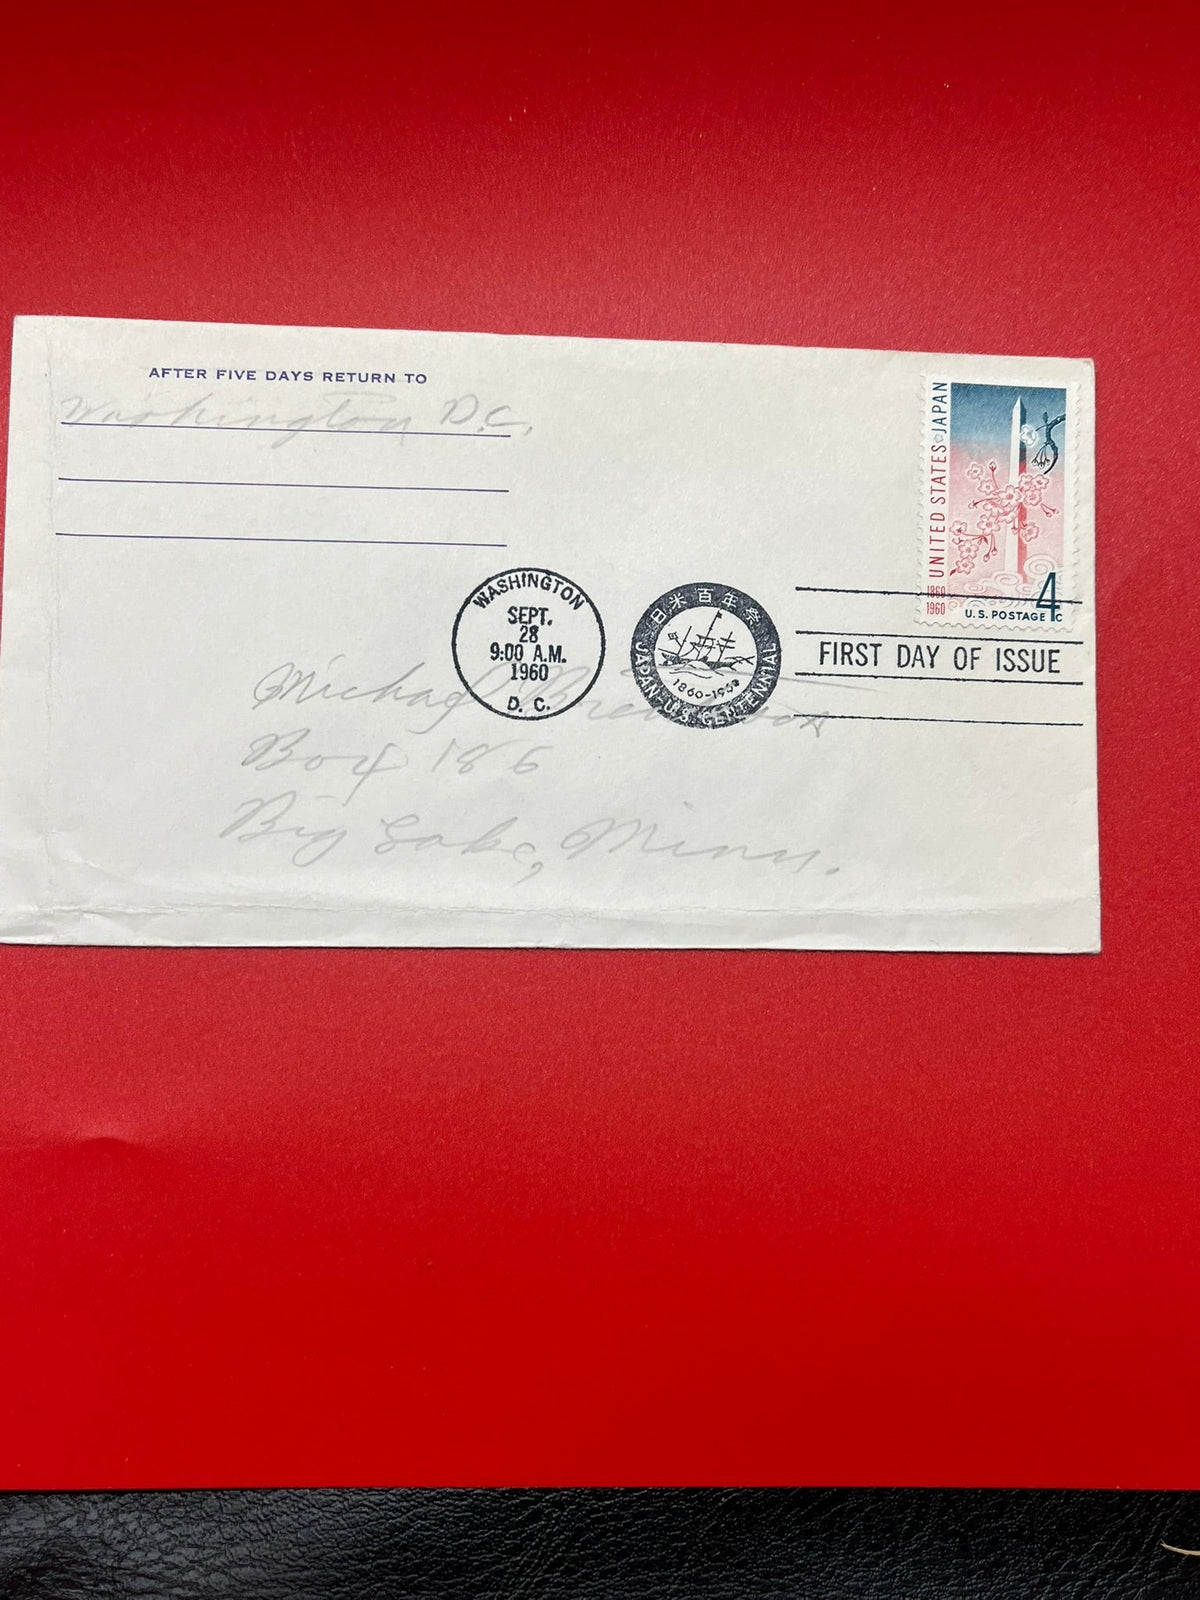 AFTER FIVE DAYS RETURN TO
Washington D.C.
UNITED STATES JAPAN
1860
1960
4c
U.S. POSTAGE
WASHINGTON
SEPT.
28
9:00 A.M.
1960
D. C.
日米百年祭
1860-1960
JAPAN-U.S. CENTENNIAL
FIRST DAY OF ISSUE
Michael
Box 186
Big Lake, Minn.